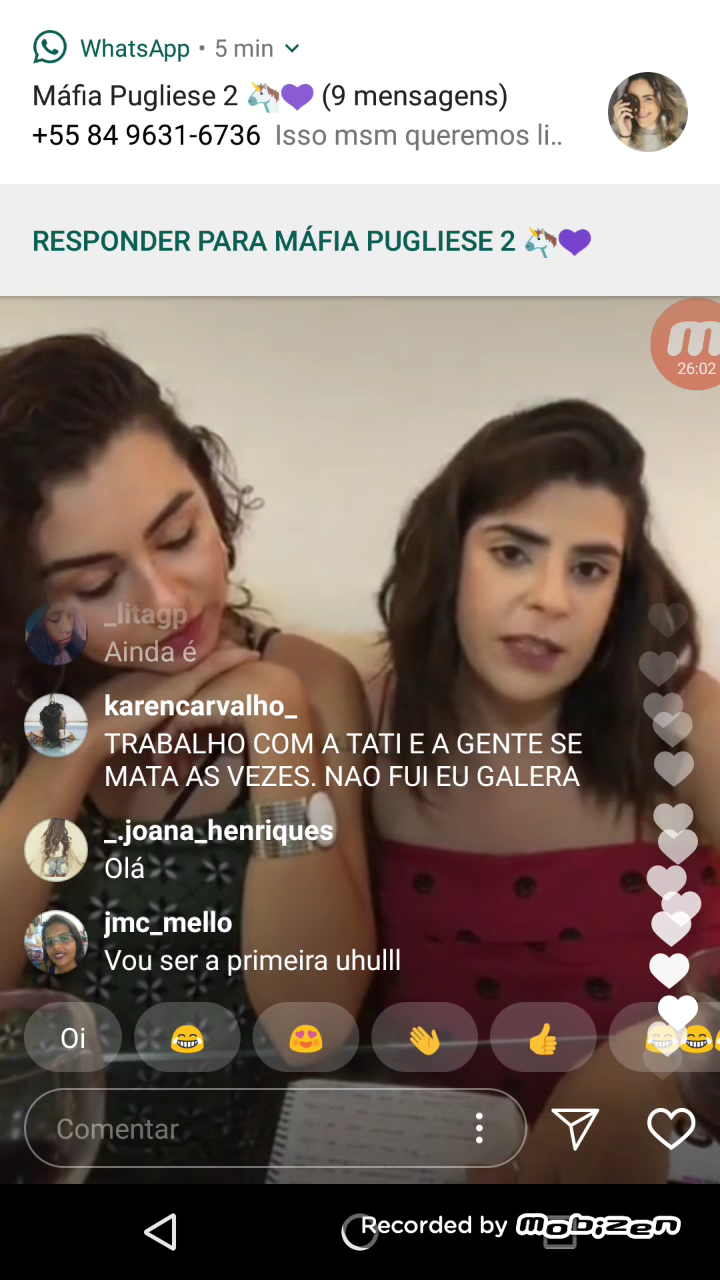 WhatsApp • 5 min
Máfia Pugliese 2 🦄💜 (9 mensagens)
+55 84 9631-6736 Isso msm queremos li..
RESPONDER PARA MÁFIA PUGLIESE 2 🦄💜
26:02
_litagp
Ainda é
karencarvalho_
TRABALHO COM A TATI E A GENTE SE
MATA AS VEZES. NAO FUI EU GALERA
_.joana_henriques
Olá
jmc_mello
Vou ser a primeira uhulll
Oi 😂 😍 👏 👍 😂😂
Comentar
Recorded by mobizen